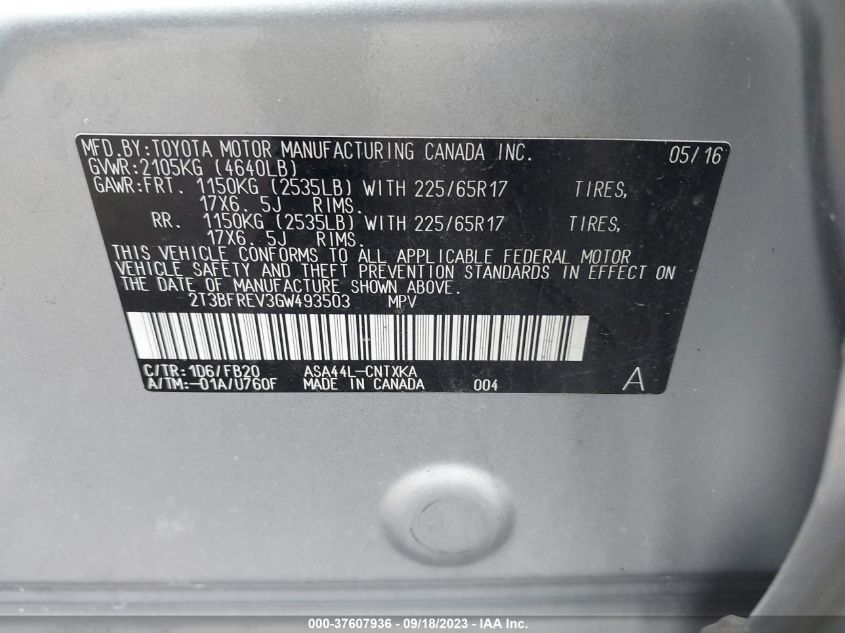 MFD.BY:TOYOTA MOTOR MANUFACTURING CANADA INC. 05/16
GVWR:2105KG (4640LB)
GAWR:FRT. 1150KG (2535LB) WITH 225/65R17 TIRES,
17X6. 5J RIMS.
RR. 1150KG (2535LB) WITH 225/65R17 TIRES,
17X6. 5J RIMS.
THIS VEHICLE CONFORMS TO ALL APPLICABLE FEDERAL MOTOR
VEHICLE SAFETY AND THEFT PREVENTION STANDARDS IN EFFECT ON
THE DATE OF MANUFACTURE SHOWN ABOVE.
2T3BFREV3GW493503 MPV
C/TR:1D6/FB20 ASA44L-CNTXKA
A/TM:-01A/U760F MADE IN CANADA 004 A
000-37607936 - 09/18/2023 - IAA Inc.